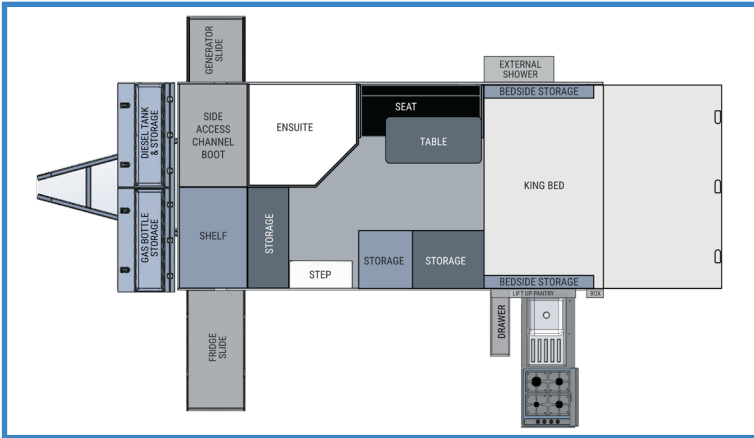 GENERATOR
SLIDE
EXTERNAL
SHOWER
DIESEL TANK
& STORAGE
SIDE
ACCESS
CHANNEL
BOOT
ENSUITE
SEAT
TABLE
BEDSIDE STORAGE
KING BED
GAS BOTTLE
STORAGE
SHELF
STORAGE
STEP
STORAGE
STORAGE
BEDSIDE STORAGE
LIFT UP PANTRY
BOX
DRAWER
FRIDGE
SLIDE